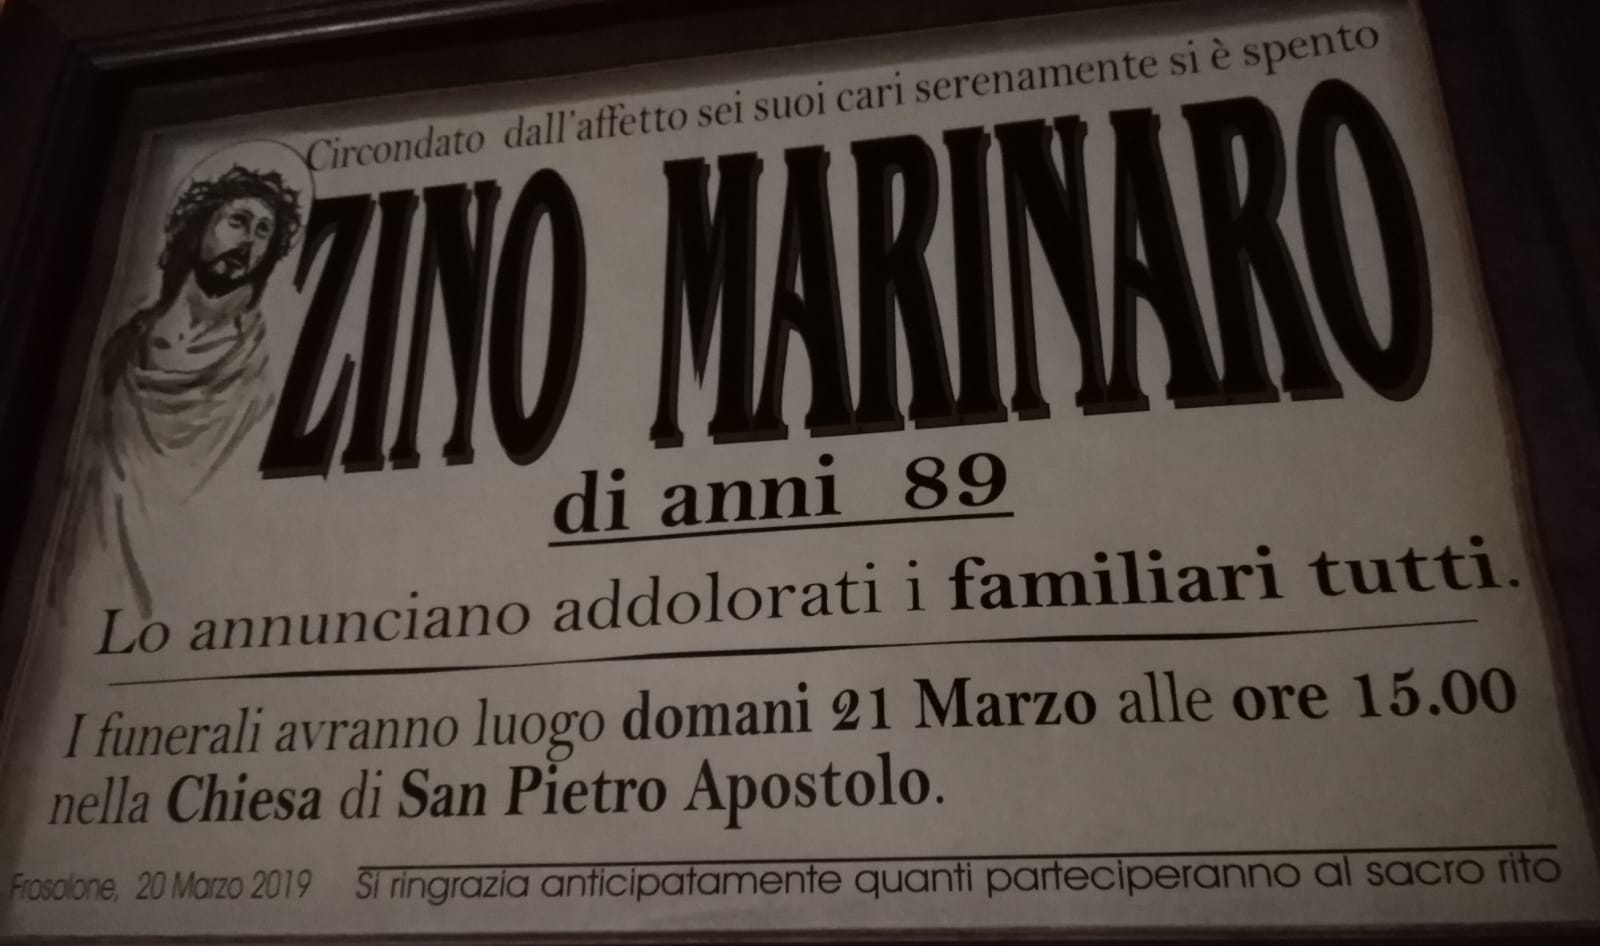 Circondato dall'affetto sei suoi cari serenamente si è spento
ZINO MARINARO
di anni 89
Lo annunciano addolorati i familiari tutti.
I funerali avranno luogo domani 21 Marzo alle ore 15.00
nella Chiesa di San Pietro Apostolo.
Frosolone, 20 Marzo 2019 Si ringrazia anticipatamente quanti parteciperanno al sacro rito